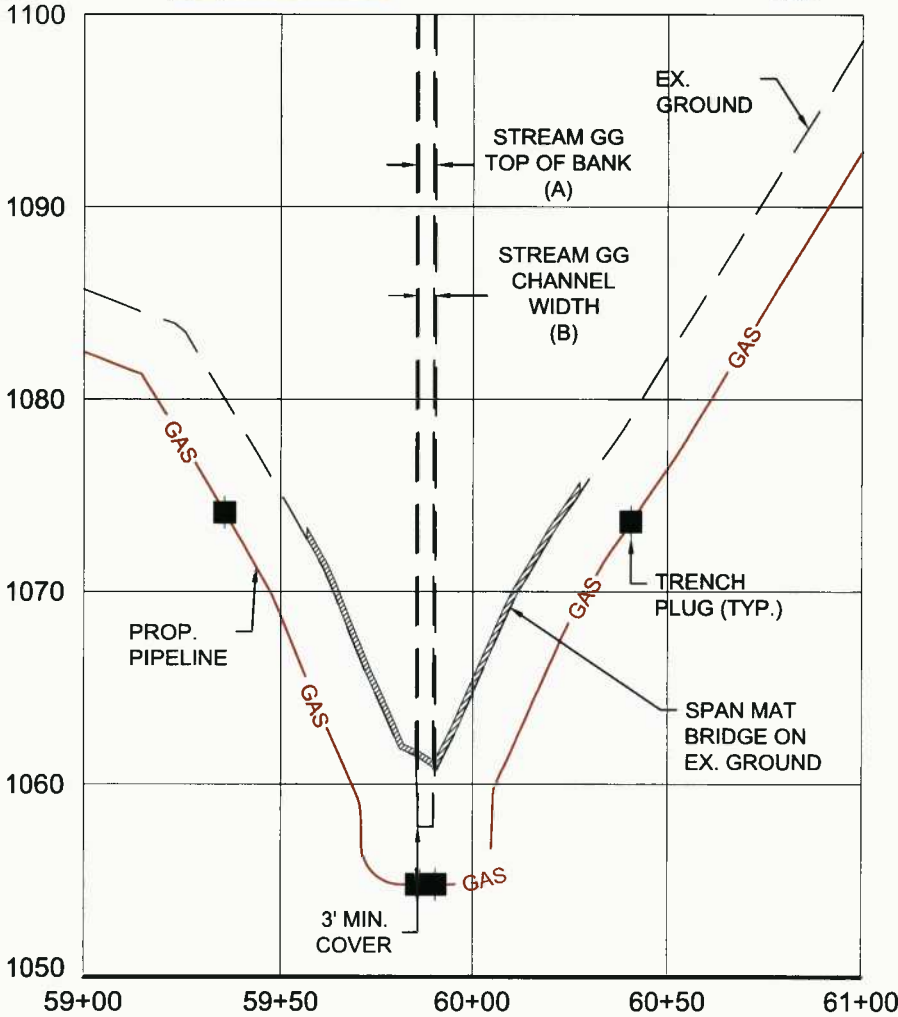 1100
EX.
GROUND
STREAM GG
TOP OF BANK
(A)
1090
STREAM GG
CHANNEL
WIDTH
(B)
GAS
1080
GAS
1070
TRENCH
PLUG (TYP.)
GAS
PROP.
PIPELINE
GAS
SPAN MAT
BRIDGE ON
EX. GROUND
1060
GAS
3' MIN.
COVER
1050
59+00
59+50
60+00
60+50
61+00